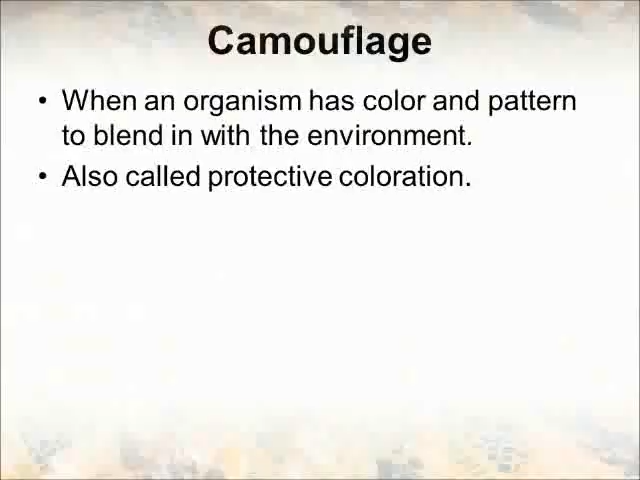 Camouflage
• When an organism has color and pattern
to blend in with the environment.
• Also called protective coloration.